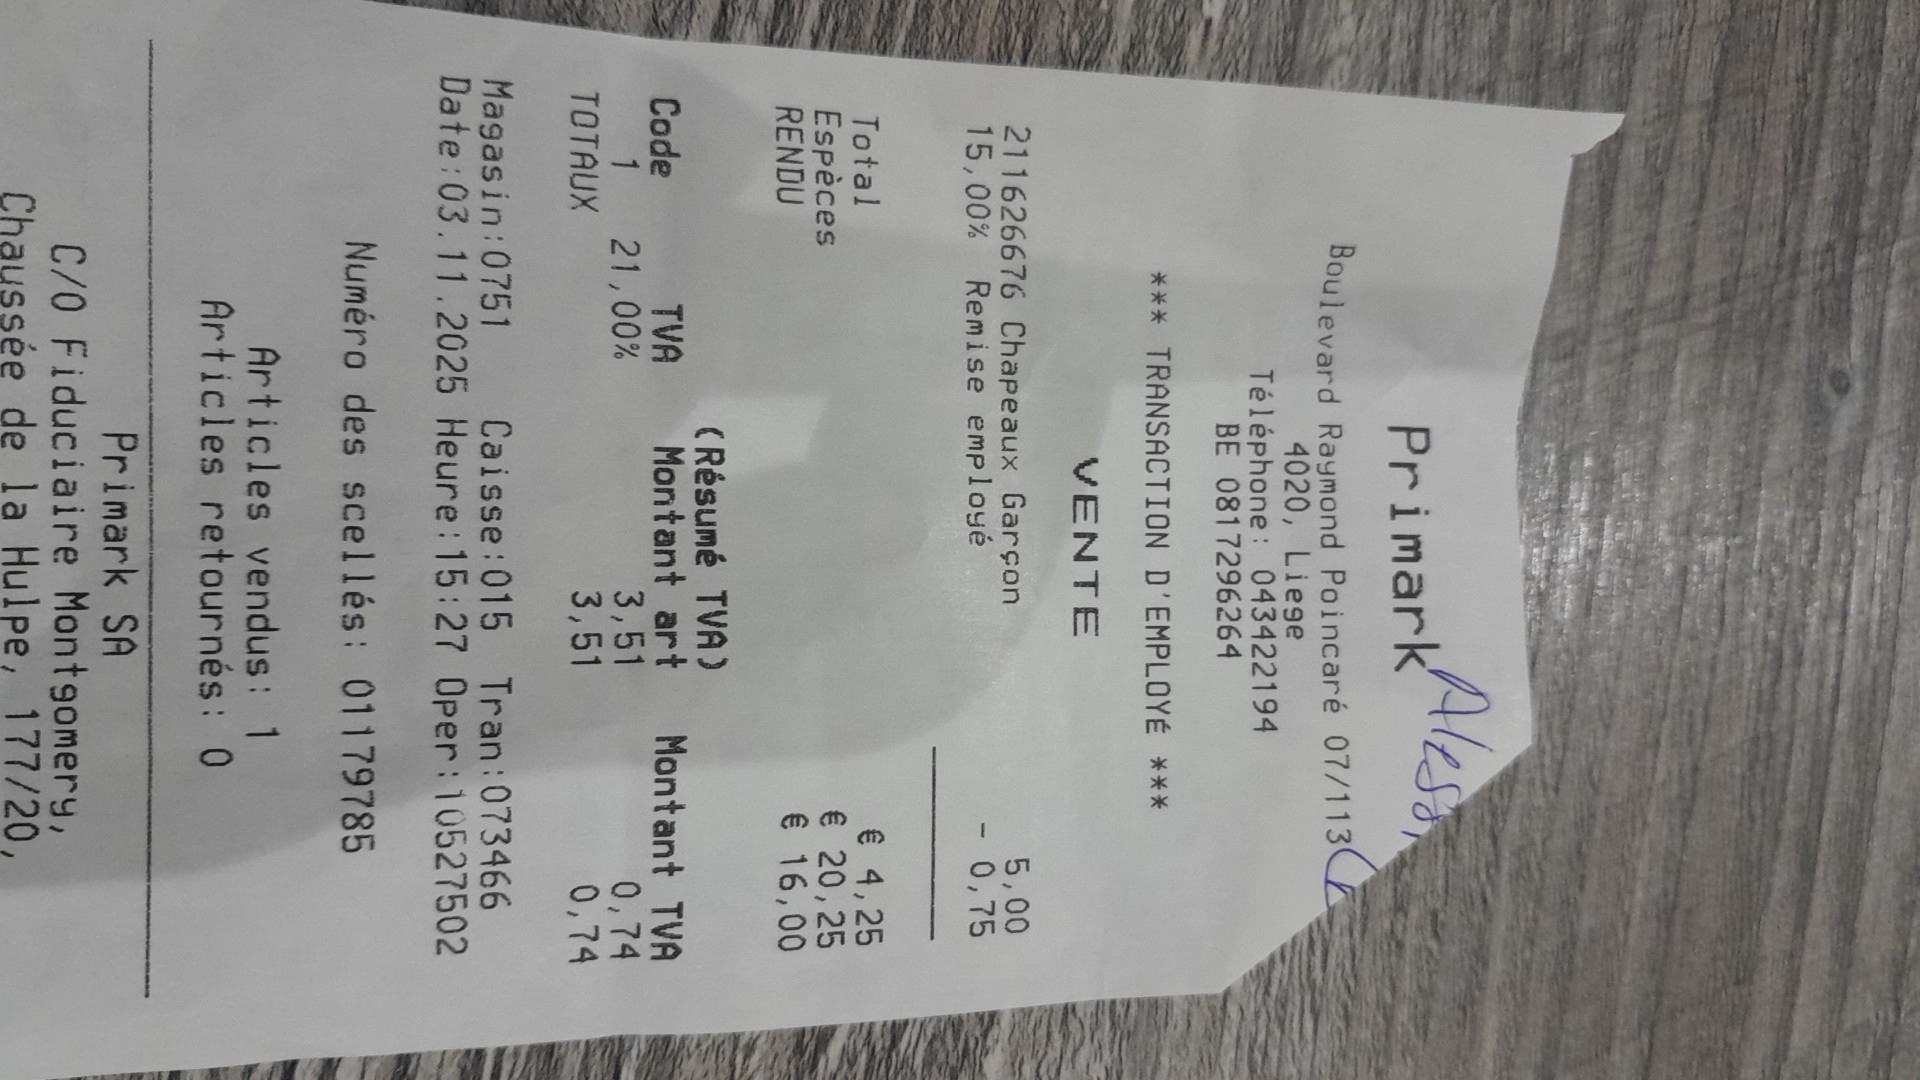 Primark
Boulevard Raymond Poincaré 07/113
4020, Liege
Téléphone: 043422194
BE 0817296264
*** TRANSACTION D'EMPLOYÉ ***
VENTE
211626676 Chapeaux Garçon 5,00
15,00% Remise employé - 0,75
Total € 4,25
Espèces € 20,25
RENDU € 16,00
(Résumé TVA)
Code TVA Montant art Montant TVA
1 21,00% 3,51 0,74
TOTAUX 3,51 0,74
Magasin:0751 Caisse:015 Tran:073466
Date:03.11.2025 Heure:15:27 Oper:10527502
Numéro des scellés: 01179785
Articles vendus: 1
Articles retournés: 0
Primark SA
C/O Fiduciaire Montgomery,
Chaussée de la Hulpe, 177/20,